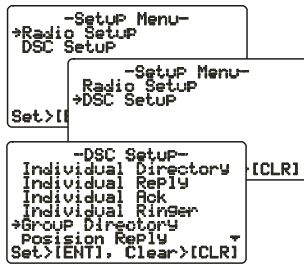 -Setup Menu-
→Radio Setup
DSC Setup
Set>[E
-Setup Menu-
Radio Setup
→DSC Setup
>[CLR]
-DSC Setup-
Individual Directory
Individual Reply
Individual Ack
Individual Ringer
→Group Directory
Posision Reply
Set>[ENT], Clear>[CLR]